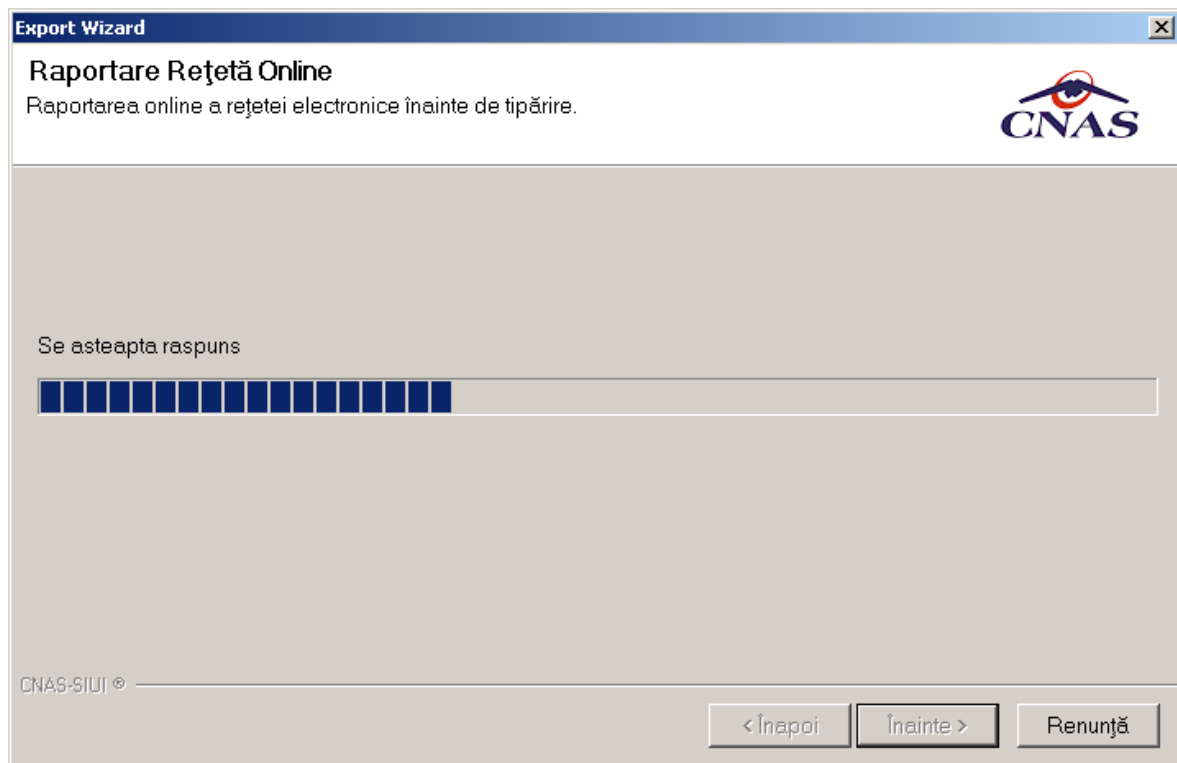 Export Wizard
Raportare Reţetă Online
Raportarea online a reţetei electronice înainte de tipărire.
CNAS
Se asteapta raspuns
CNAS-SIUI ®
< Înapoi
Înainte >
Renunţă